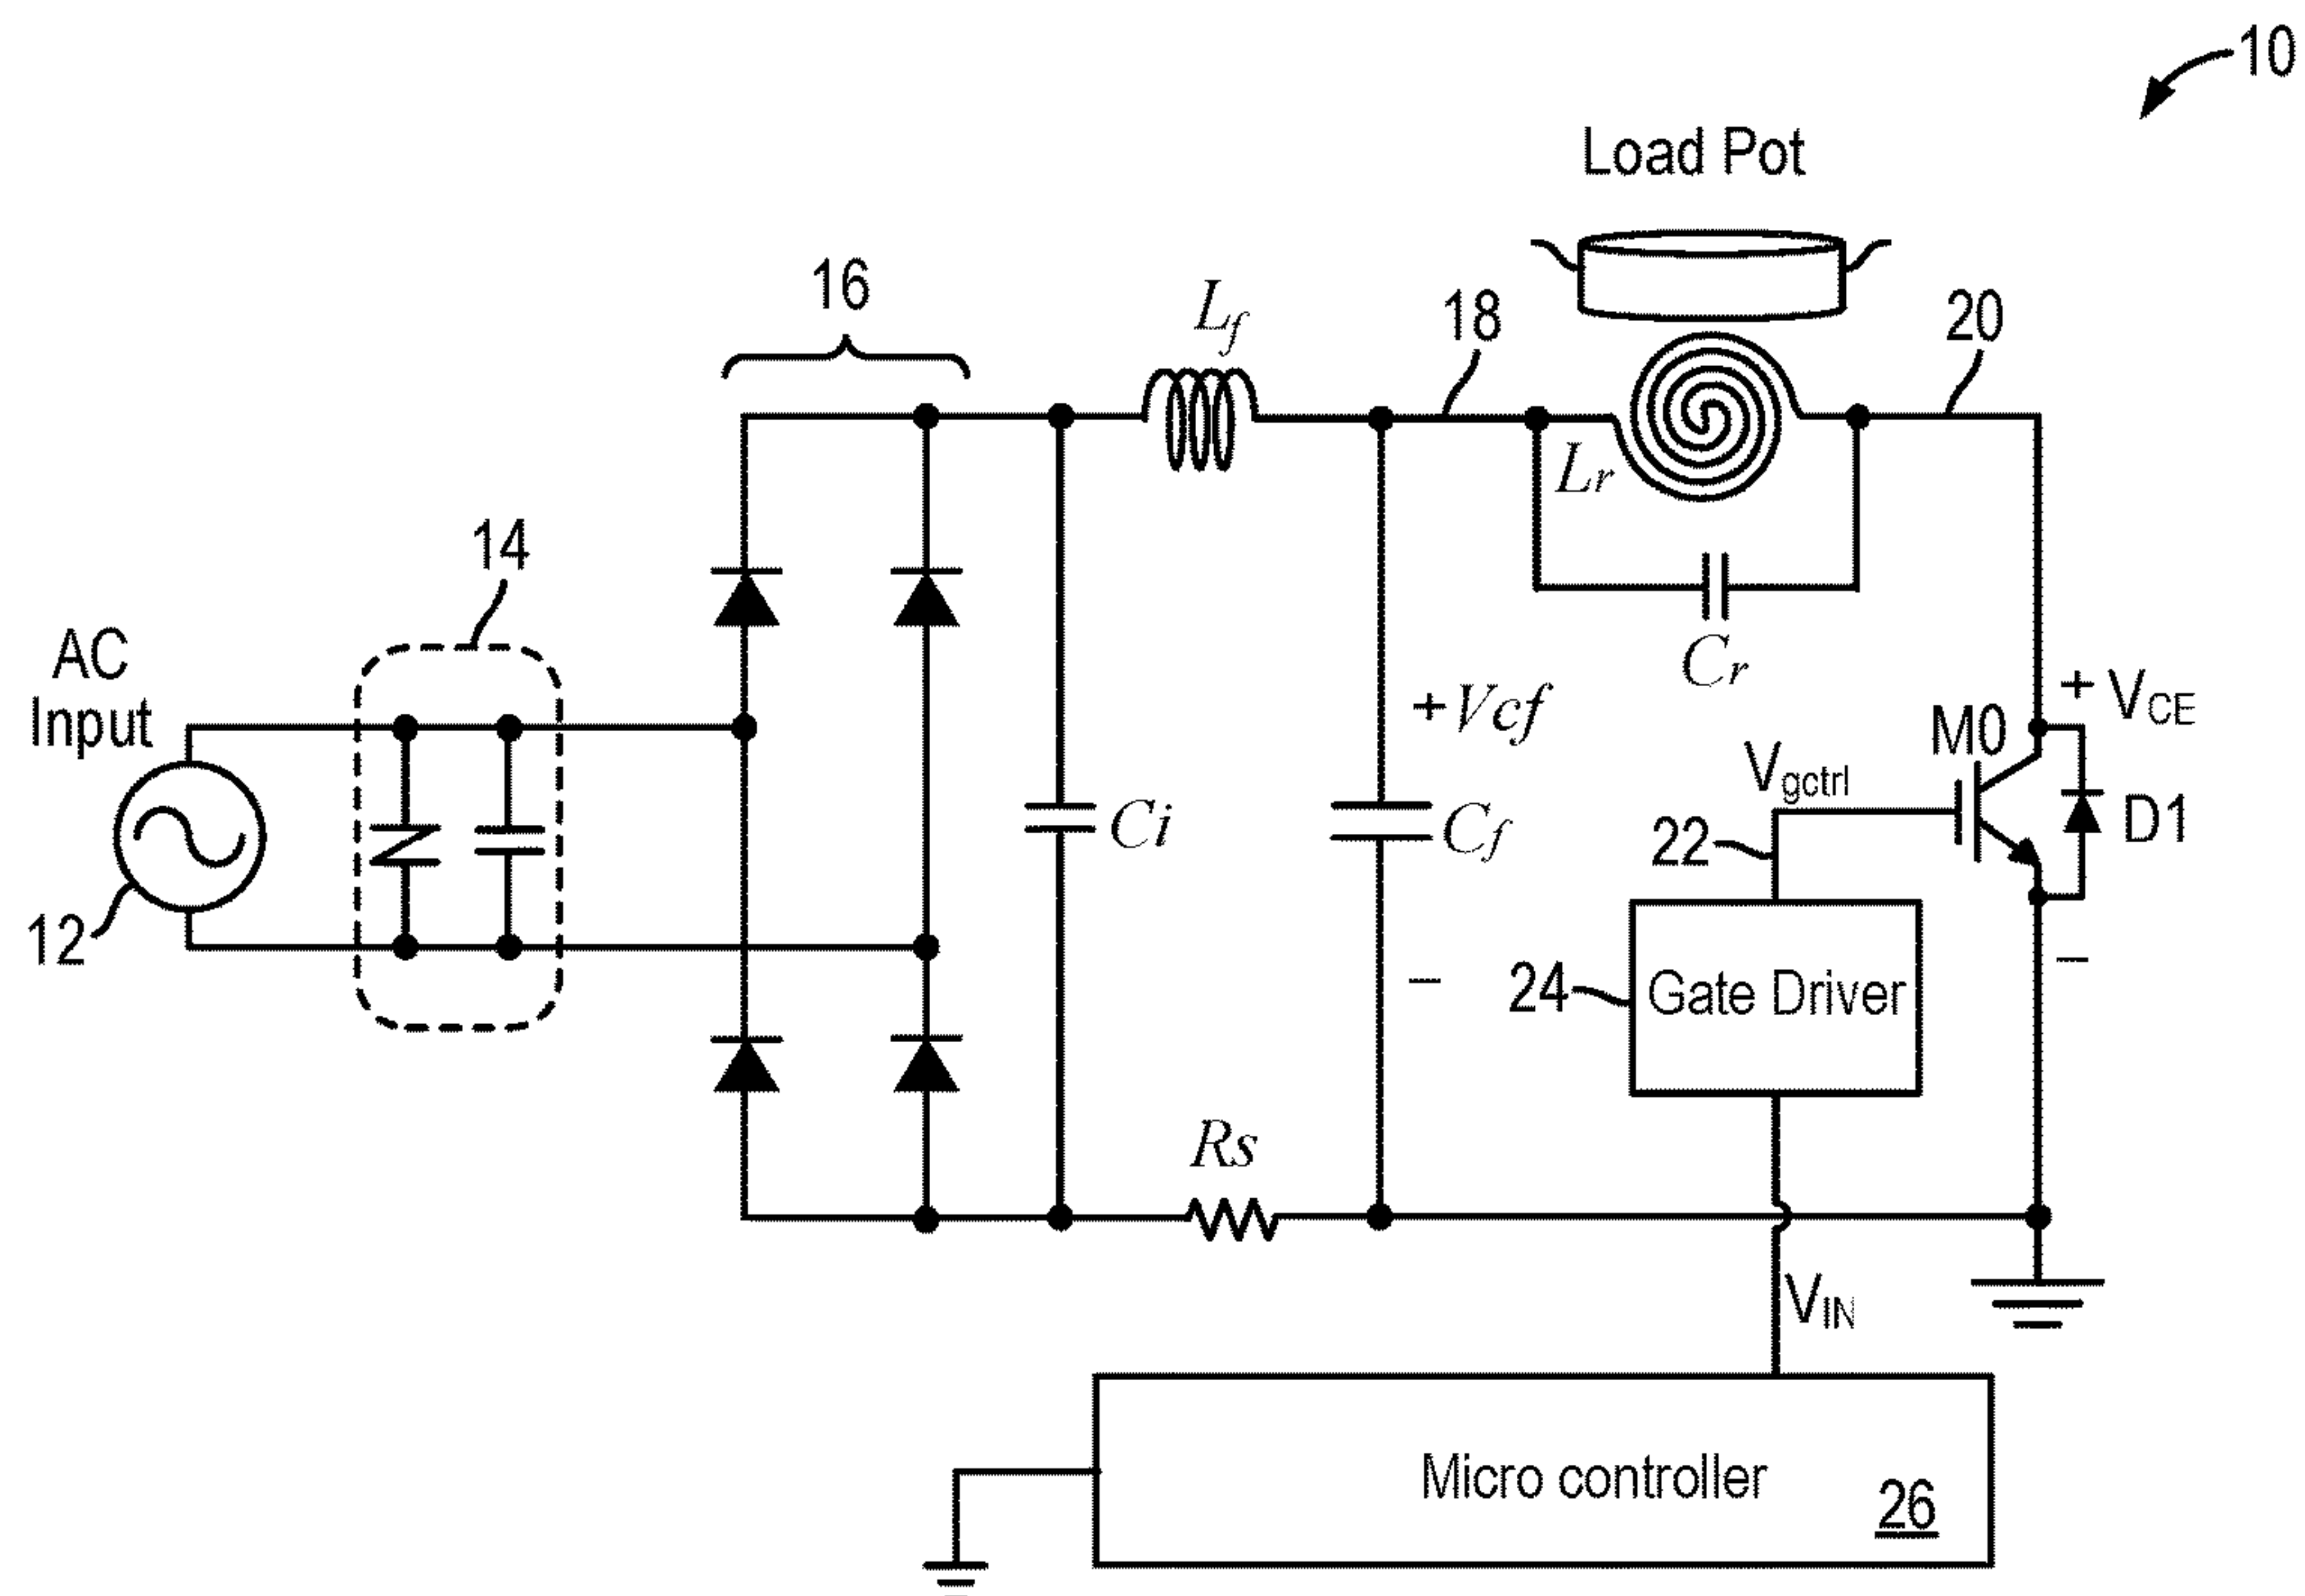 10
Load Pot
16
Lf
18
20
Lr
14
Cr
AC
Input
+Vcf
+ VCE
M0
Vgctrl
Ci
Cf
22
D1
12
24
Gate Driver
–
–
Rs
VIN
Micro controller
26